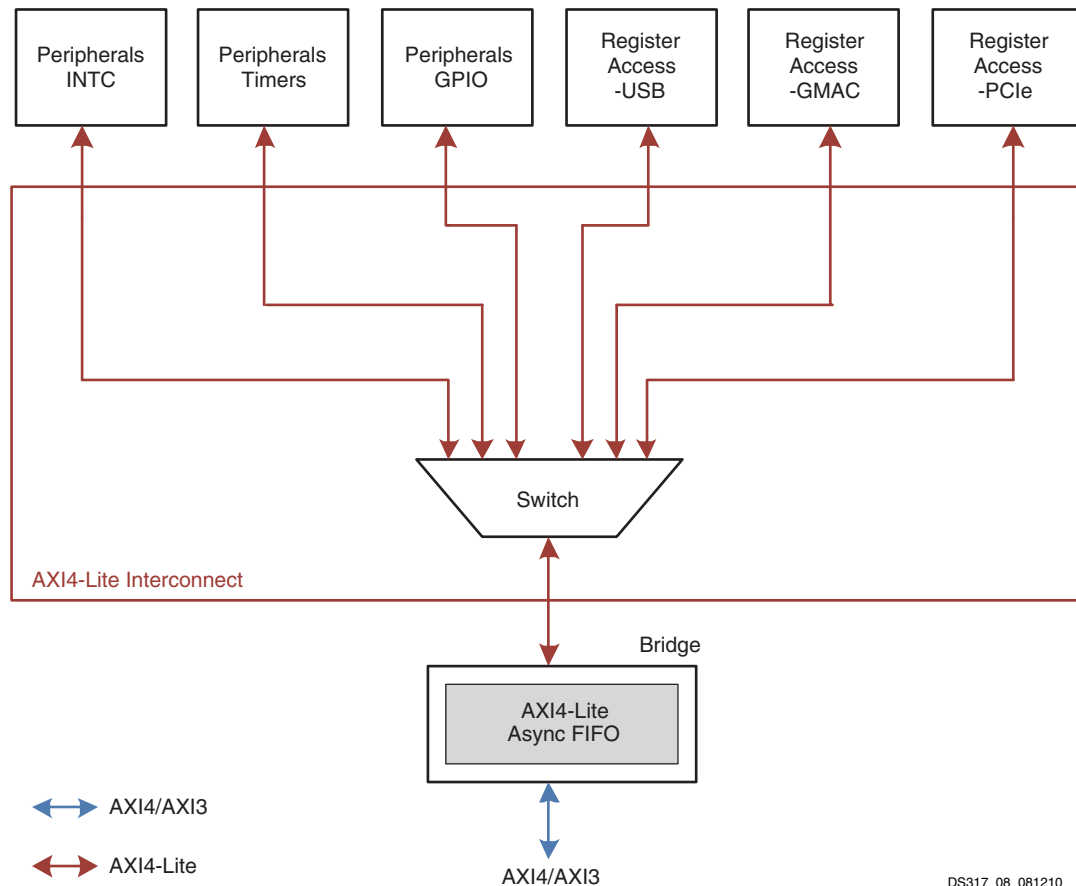 Peripherals
INTC
Peripherals
Timers
Peripherals
GPIO
Register
Access
-USB
Register
Access
-GMAC
Register
Access
-PCIe
Switch
AXI4-Lite Interconnect
Bridge
AXI4-Lite
Async FIFO
AXI4/AXI3
AXI4-Lite
AXI4/AXI3
DS317_08_081210